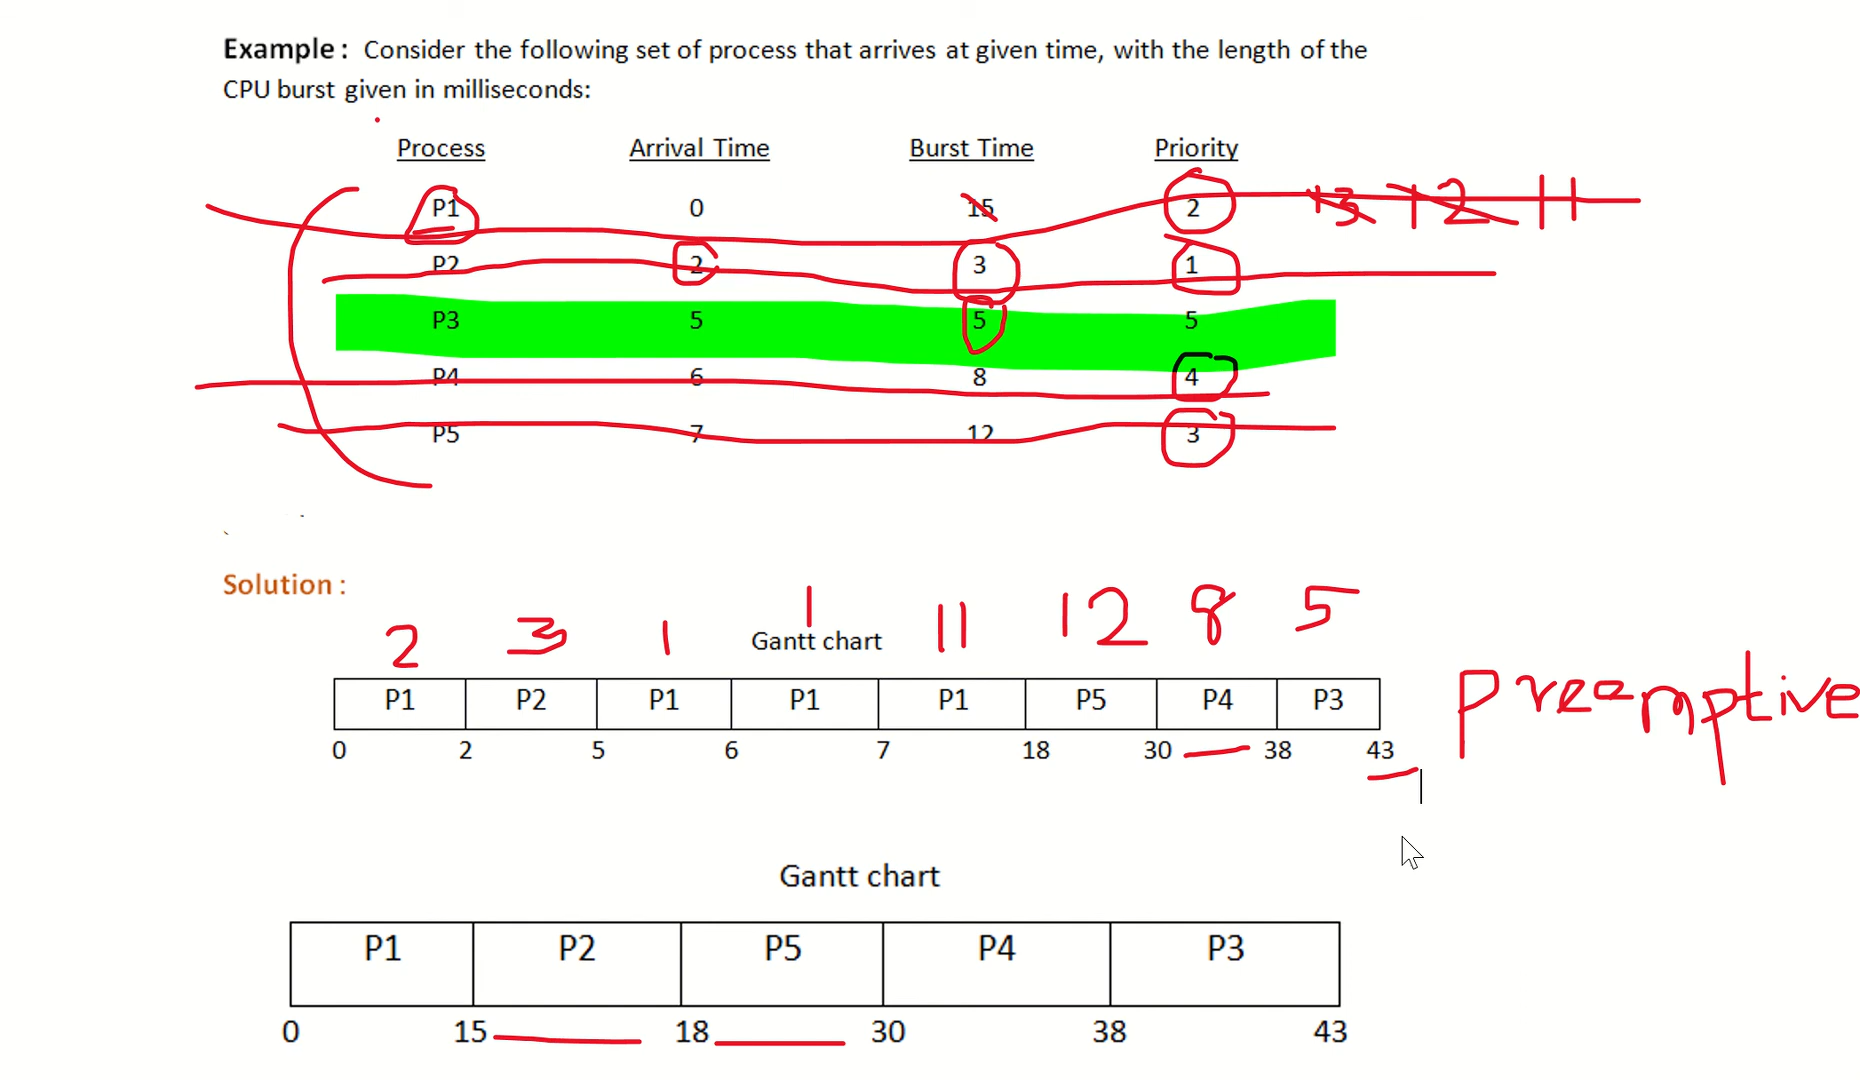 Example : Consider the following set of process that arrives at given time, with the length of the
CPU burst given in milliseconds:
Process Arrival Time Burst Time Priority
P1 0 15 2 13 12 11
P2 2 3 1
P3 5 5 5
P4 6 8 4
P5 7 12 3
Solution :
2 3 1 1 11 12 8 5
Gantt chart
P1 P2 P1 P1 P1 P5 P4 P3 Preemptive
0 2 5 6 7 18 30 38 43
Gantt chart
P1 P2 P5 P4 P3
0 15 18 30 38 43